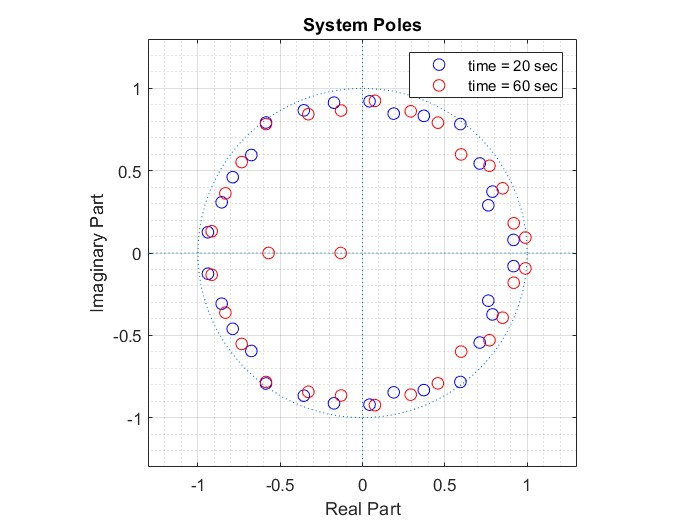 System Poles
time = 20 sec
time = 60 sec
1
0.5
0
-0.5
-1
Imaginary Part
-1 -0.5 0 0.5 1
Real Part